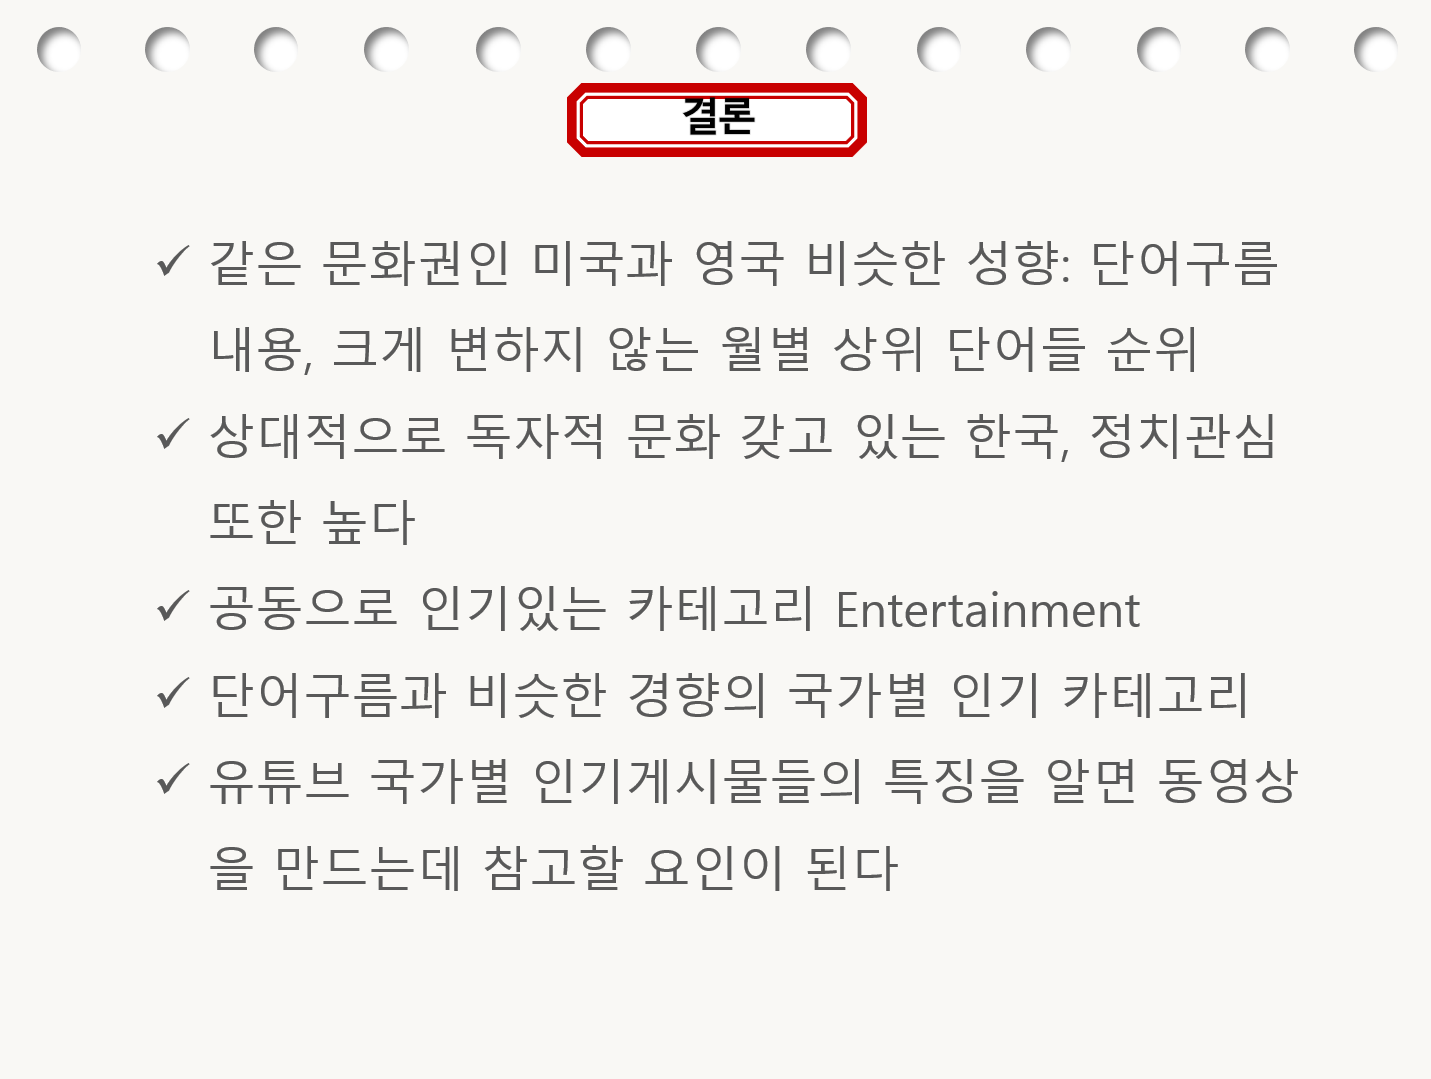 결론
✓ 같은 문화권인 미국과 영국 비슷한 성향: 단어구름
내용, 크게 변하지 않는 월별 상위 단어들 순위
✓ 상대적으로 독자적 문화 갖고 있는 한국, 정치관심
또한 높다
✓ 공동으로 인기있는 카테고리 Entertainment
✓ 단어구름과 비슷한 경향의 국가별 인기 카테고리
✓ 유튜브 국가별 인기게시물들의 특징을 알면 동영상
을 만드는데 참고할 요인이 된다